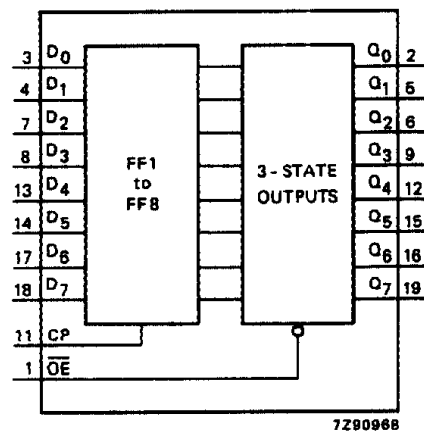 3 D0
4 D1
7 D2
8 D3
13 D4
14 D5
17 D6
18 D7
11 CP
1 OE
FF1
to
FF8
3-STATE
OUTPUTS
Q0 2
Q1 5
Q2 6
Q3 9
Q4 12
Q5 15
Q6 16
Q7 19
7Z90968